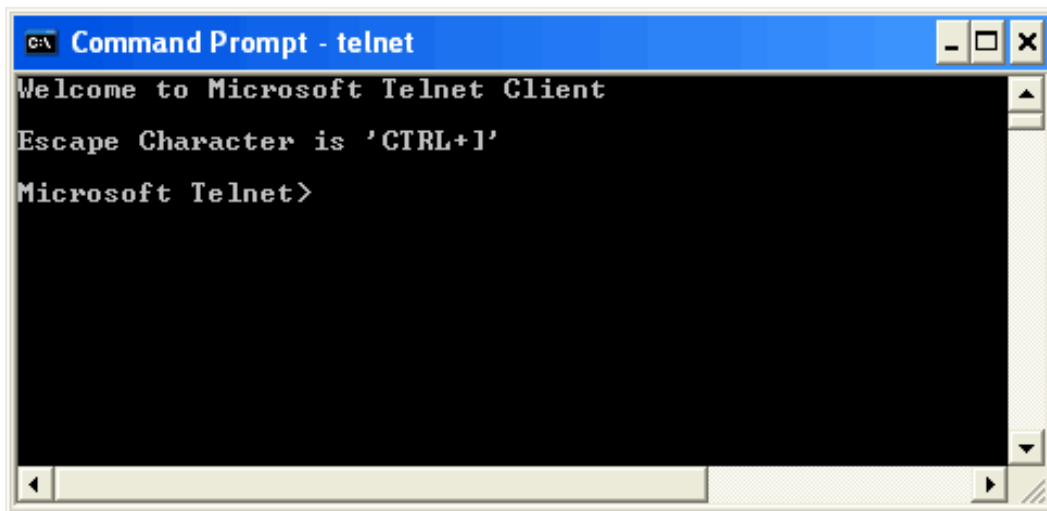 Command Prompt - telnet
Welcome to Microsoft Telnet Client
Escape Character is 'CTRL+]'
Microsoft Telnet>